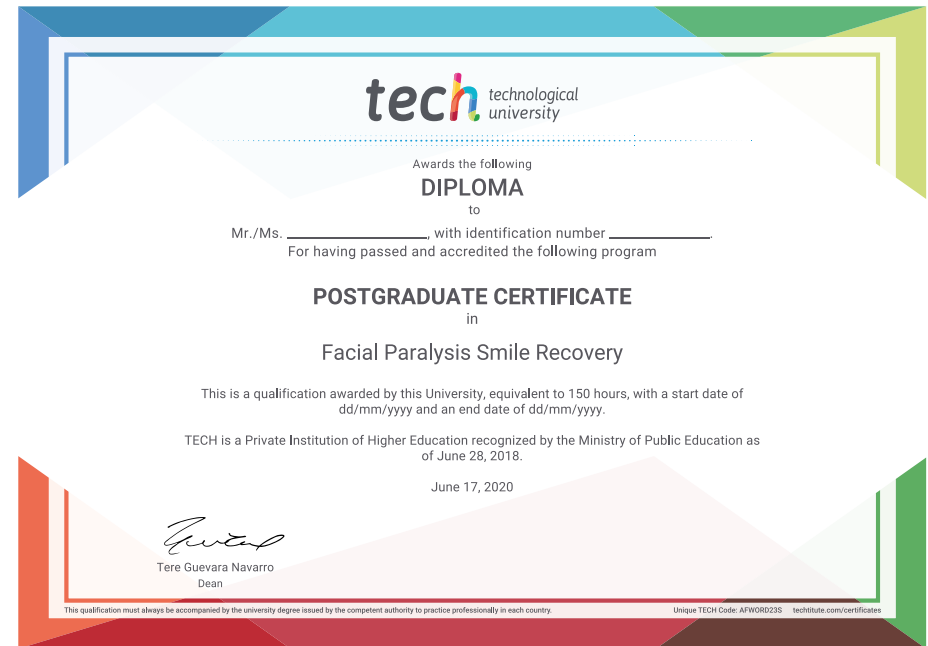 tech technological
university
Awards the following
DIPLOMA
to
Mr./Ms. ____________________, with identification number ______________.
For having passed and accredited the following program
POSTGRADUATE CERTIFICATE
in
Facial Paralysis Smile Recovery
This is a qualification awarded by this University, equivalent to 150 hours, with a start date of
dd/mm/yyyy and an end date of dd/mm/yyyy.
TECH is a Private Institution of Higher Education recognized by the Ministry of Public Education as
of June 28, 2018.
June 17, 2020
Tere Guevara Navarro
Dean
This qualification must always be accompanied by the university degree issued by the competent authority to practice professionally in each country.
Unique TECH Code: AFWORD23S techtitute.com/certificates